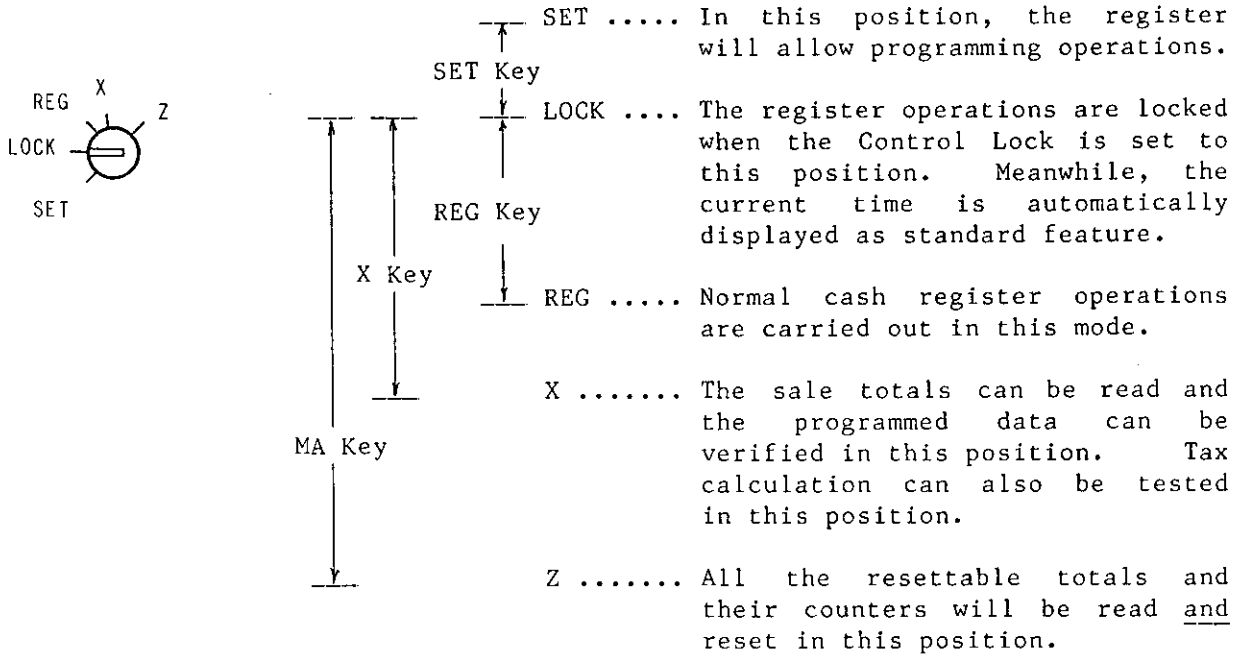 X
REG
Z
LOCK
SET
SET Key
REG Key
X Key
MA Key
SET ..... In this position, the register
will allow programming operations.
LOCK .... The register operations are locked
when the Control Lock is set to
this position. Meanwhile, the
current time is automatically
displayed as standard feature.
REG ..... Normal cash register operations
are carried out in this mode.
X ....... The sale totals can be read and
the programmed data can be
verified in this position. Tax
calculation can also be tested
in this position.
Z ....... All the resettable totals and
their counters will be read and
reset in this position.